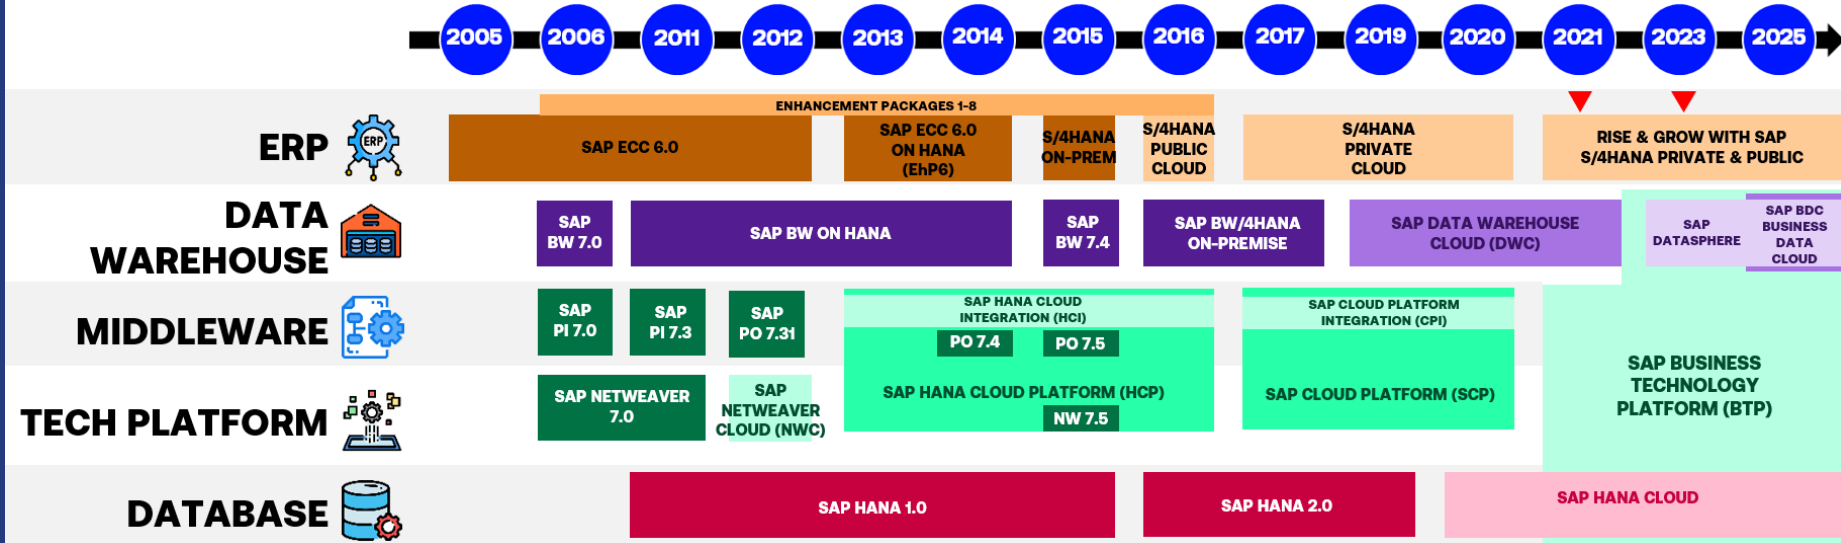 2005 2006 2011 2012 2013 2014 2015 2016 2017 2019 2020 2021 2023 2025
ENHANCEMENT PACKAGES 1-8
ERP
ERP
SAP ECC 6.0
SAP ECC 6.0
ON HANA
(EhP6)
S/4HANA
ON-PREM
S/4HANA
PUBLIC
CLOUD
S/4HANA
PRIVATE
CLOUD
RISE & GROW WITH SAP
S/4HANA PRIVATE & PUBLIC
DATA
WAREHOUSE
SAP
BW 7.0
SAP BW ON HANA
SAP
BW 7.4
SAP BW/4HANA
ON-PREMISE
SAP DATA WAREHOUSE
CLOUD (DWC)
SAP
DATASPHERE
SAP BDC
BUSINESS
DATA
CLOUD
MIDDLEWARE
SAP
PI 7.0
SAP
PI 7.3
SAP
PO 7.31
SAP HANA CLOUD
INTEGRATION (HCI)
PO 7.4
PO 7.5
SAP CLOUD PLATFORM
INTEGRATION (CPI)
TECH PLATFORM
SAP NETWEAVER
7.0
SAP
NETWEAVER
CLOUD (NWC)
SAP HANA CLOUD PLATFORM (HCP)
NW 7.5
SAP CLOUD PLATFORM (SCP)
SAP BUSINESS
TECHNOLOGY
PLATFORM (BTP)
DATABASE
SAP HANA 1.0
SAP HANA 2.0
SAP HANA CLOUD